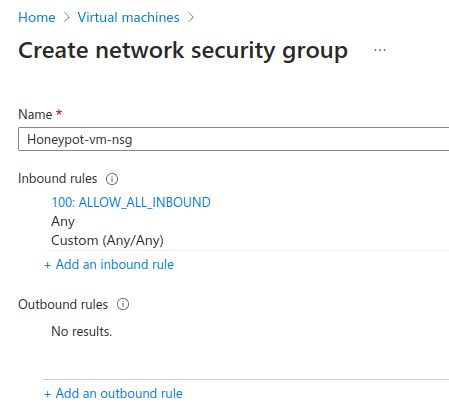 Home > Virtual machines >
Create network security group ...
Name *
Honeypot-vm-nsg
Inbound rules
100: ALLOW_ALL_INBOUND
Any
Custom (Any/Any)
+ Add an inbound rule
Outbound rules
No results.
+ Add an outbound rule